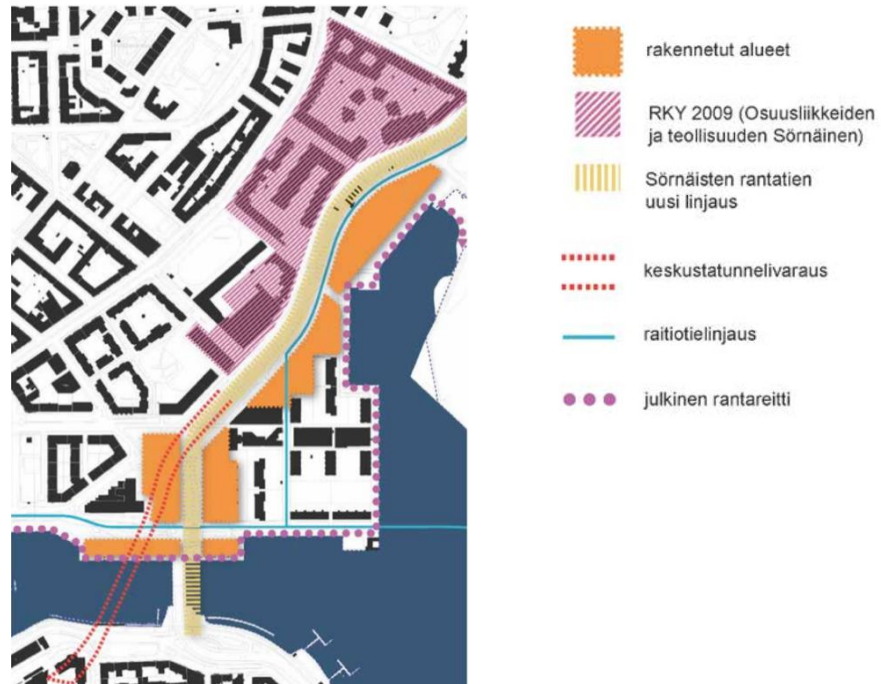 rakennetut alueet
RKY 2009 (Osuusliikkeiden
ja teollisuuden Sörnäinen)
Sörnäisten rantatien
uusi linjaus
keskustatunnelivaraus
raitiotielinjaus
julkinen rantareitti